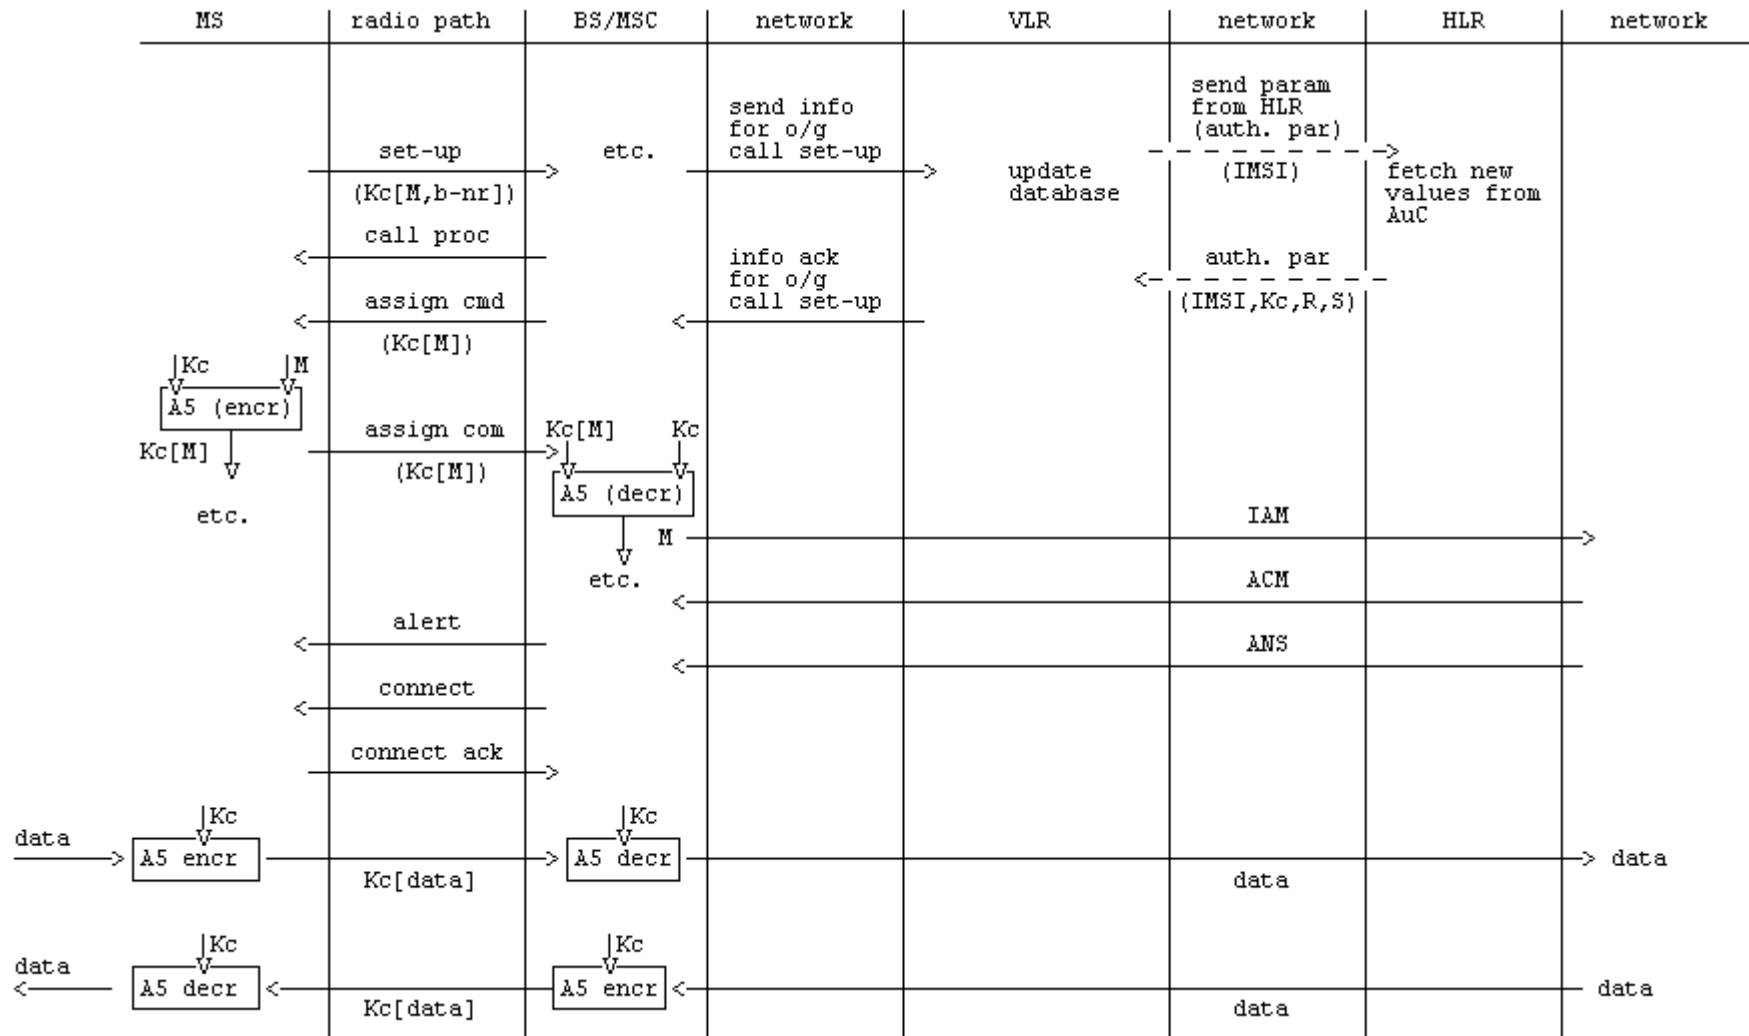 MS radio path BS/MSC network VLR network HLR network
send param
from HLR
(auth. par)
send info
for o/g
call set-up
set-up
etc.
(Kc[M,b-nr])
update
database
(IMSI)
fetch new
values from
AuC
call proc
info ack
for o/g
call set-up
auth. par
(IMSI,Kc,R,S)
assign cmd
(Kc[M])
Kc M
A5 (encr)
Kc[M]
etc.
assign com
(Kc[M])
Kc[M] Kc
A5 (decr)
M
etc.
IAM
ACM
alert
ANS
connect
connect ack
Kc Kc
data A5 encr A5 decr data
Kc[data] data
Kc Kc
data A5 decr A5 encr data
Kc[data] data